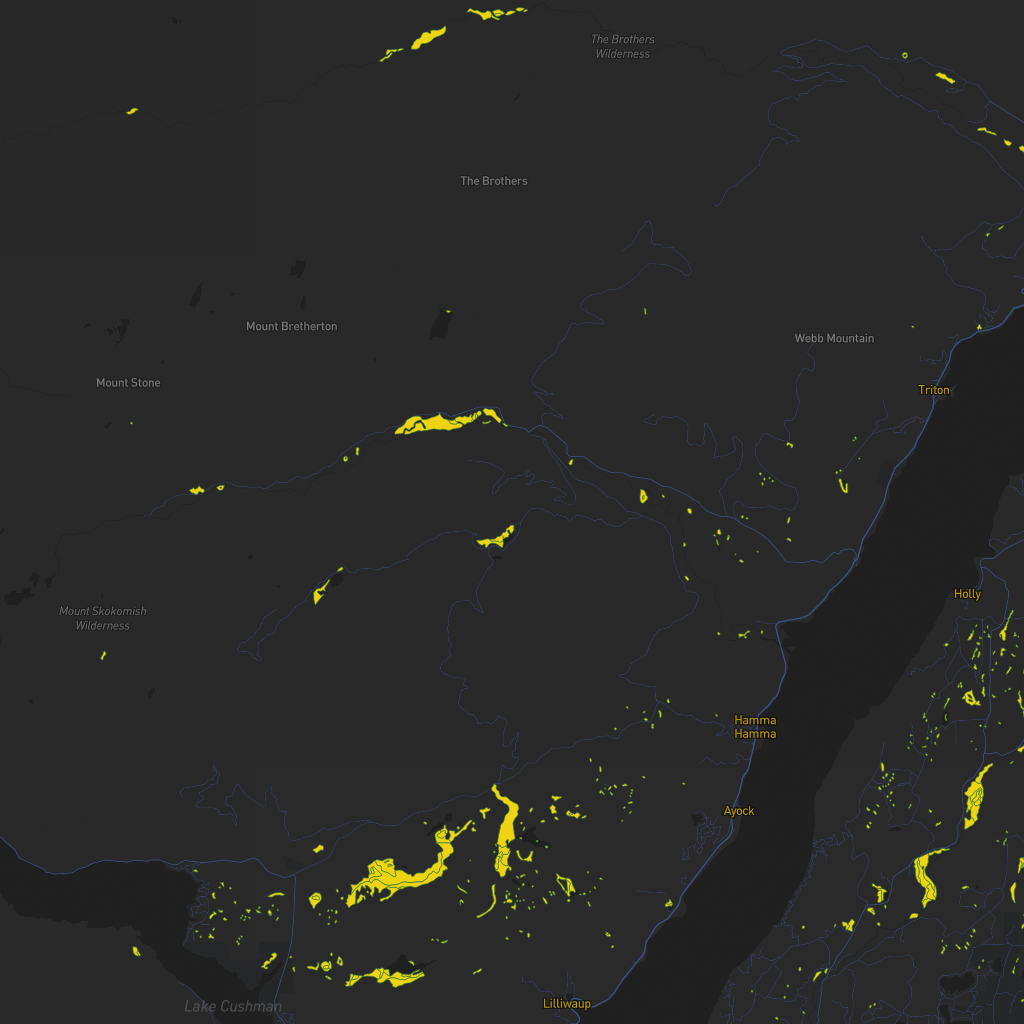 The Brothers
Wilderness
The Brothers
Mount Bretherton
Webb Mountain
Mount Stone
Triton
Holly
Mount Skokomish
Wilderness
Hamma
Hamma
Ayock
Lake Cushman
Lilliwaup